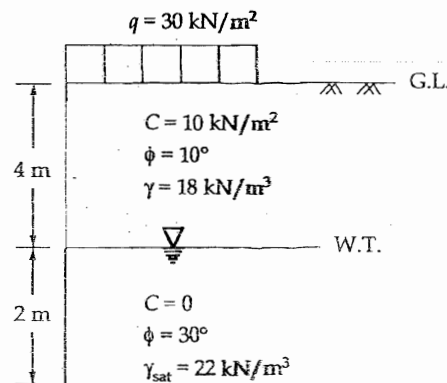 q = 30 kN/m²
G.L.
C = 10 kN/m²
ϕ = 10°
4 m
γ = 18 kN/m³
W.T.
C = 0
2 m
ϕ = 30°
γsat = 22 kN/m³